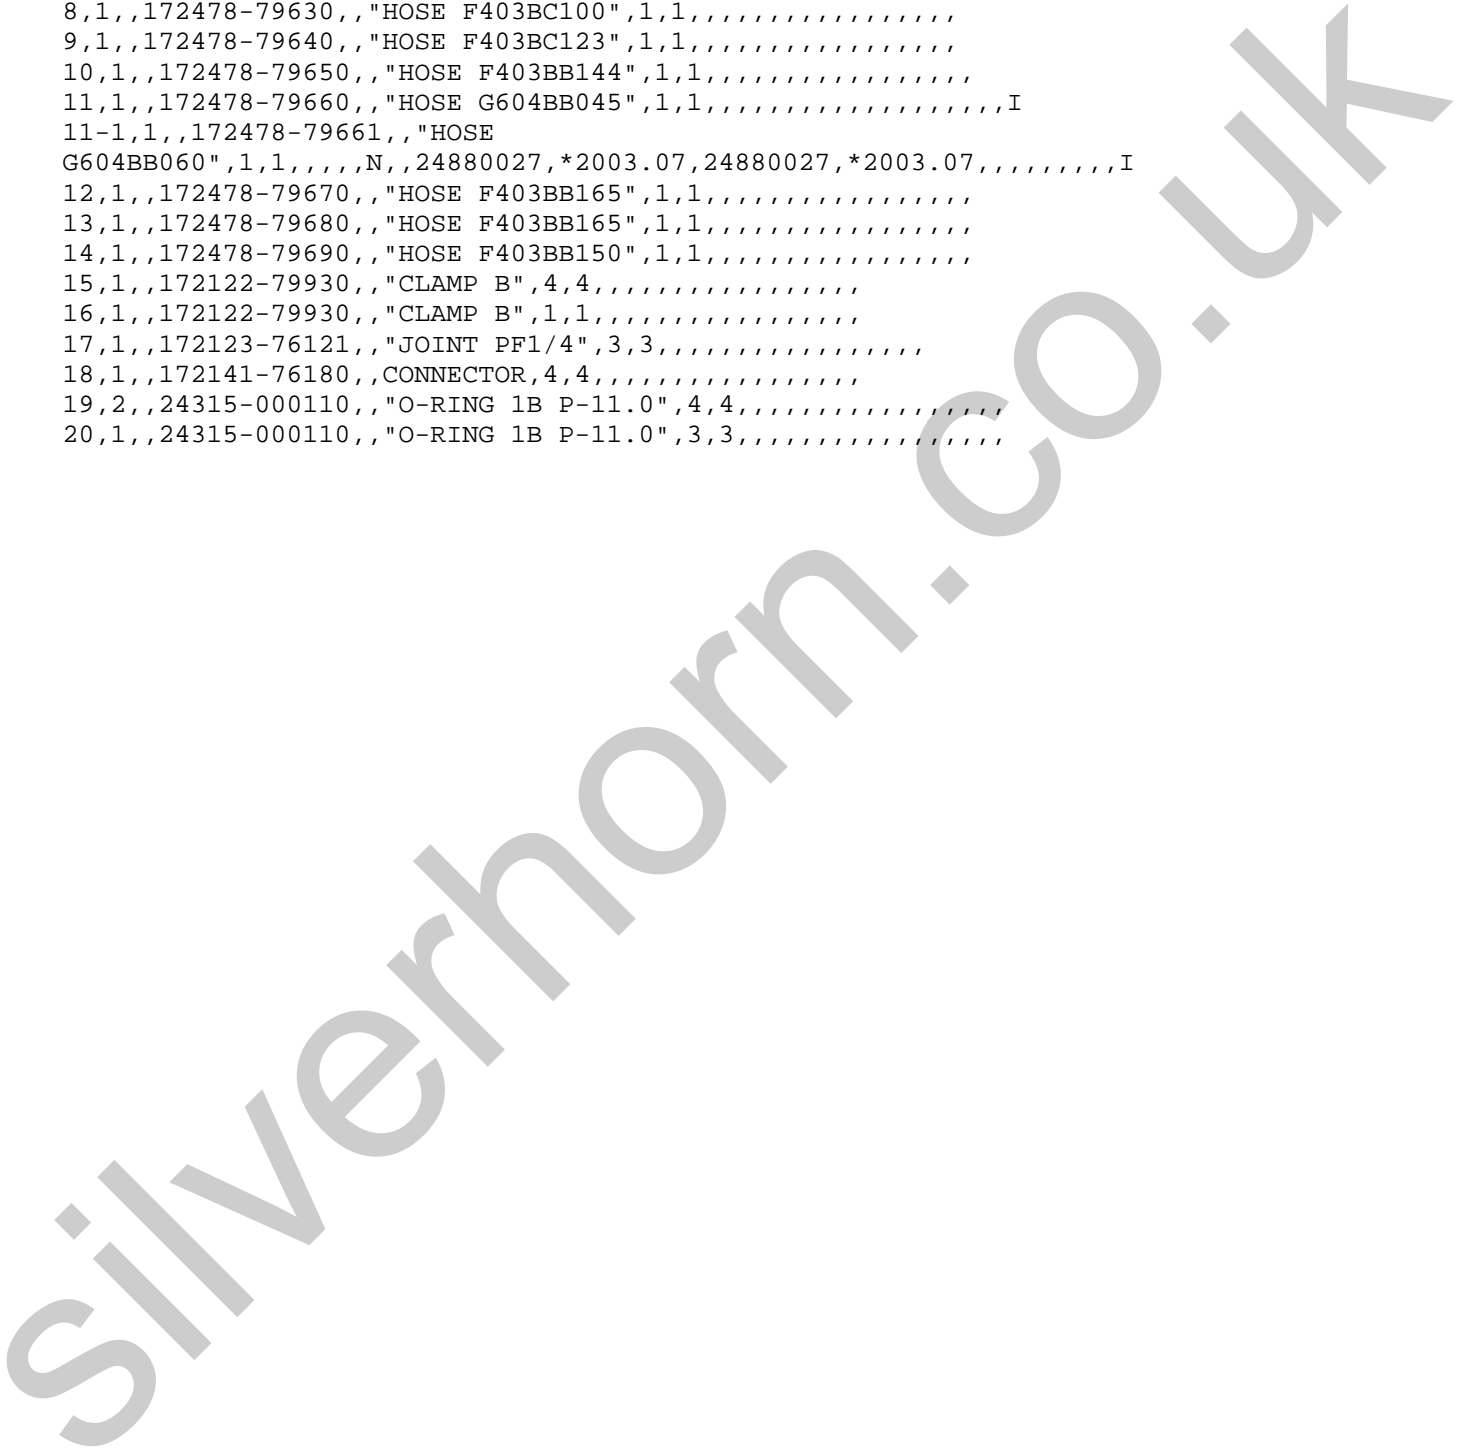 8,1,,172478-79630,,"HOSE F403BC100",1,1,,,,,,,,,,,,,,,,,
9,1,,172478-79640,,"HOSE F403BC123",1,1,,,,,,,,,,,,,,,,,
10,1,,172478-79650,,"HOSE F403BB144",1,1,,,,,,,,,,,,,,,,,
11,1,,172478-79660,,"HOSE G604BB045",1,1,,,,,,,,,,,,,,,,,,,I
11-1,1,,172478-79661,,"HOSE
G604BB060",1,1,,,,,N,,24880027,*2003.07,24880027,*2003.07,,,,,,,,,I
12,1,,172478-79670,,"HOSE F403BB165",1,1,,,,,,,,,,,,,,,,,
13,1,,172478-79680,,"HOSE F403BB165",1,1,,,,,,,,,,,,,,,,,
14,1,,172478-79690,,"HOSE F403BB150",1,1,,,,,,,,,,,,,,,,,
15,1,,172122-79930,,"CLAMP B",4,4,,,,,,,,,,,,,,,,,
16,1,,172122-79930,,"CLAMP B",1,1,,,,,,,,,,,,,,,,,
17,1,,172123-76121,,"JOINT PF1/4",3,3,,,,,,,,,,,,,,,,,
18,1,,172141-76180,,CONNECTOR,4,4,,,,,,,,,,,,,,,,,
19,2,,24315-000110,,"O-RING 1B P-11.0",4,4,,,,,,,,,,,,,,,,,
20,1,,24315-000110,,"O-RING 1B P-11.0",3,3,,,,,,,,,,,,,,,,,
silverhorn.co.uk